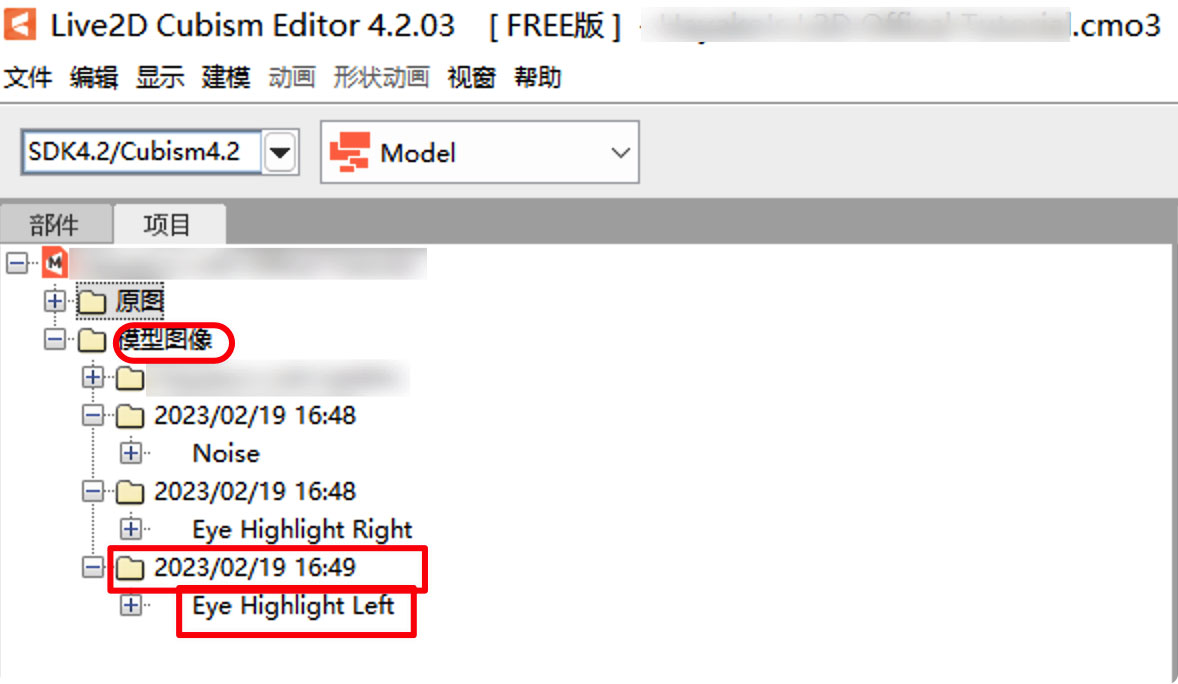 Live2D Cubism Editor 4.2.03 [ FREE版 ] - .cmo3
文件 编辑 显示 建模 动画 形状动画 视窗 帮助
SDK4.2/Cubism4.2 Model
部件 项目
原图
模型图像
2023/02/19 16:48
Noise
2023/02/19 16:48
Eye Highlight Right
2023/02/19 16:49
Eye Highlight Left